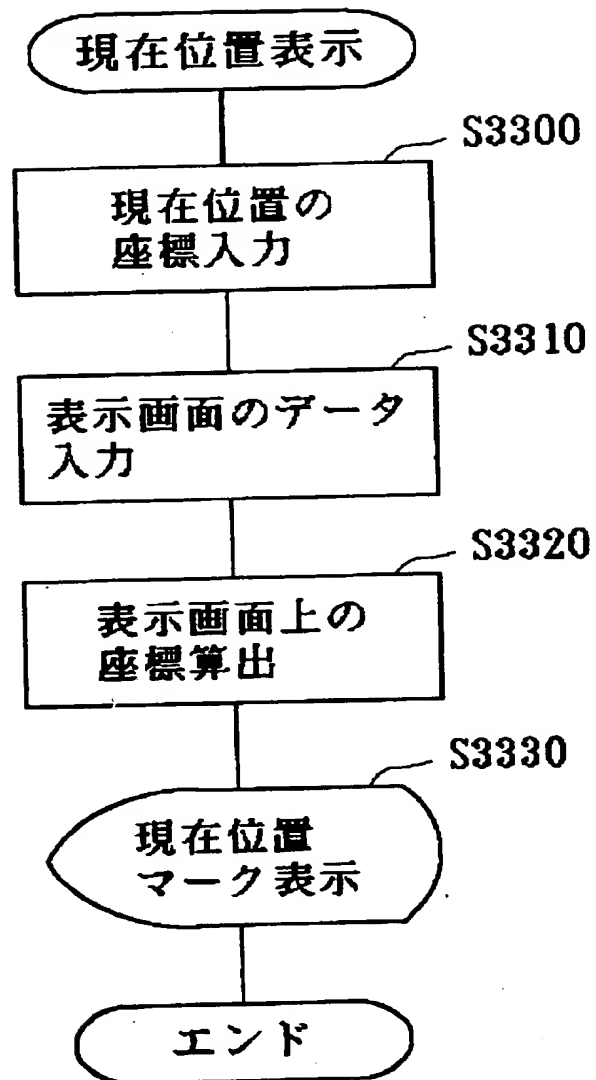 現在位置表示
S3300
現在位置の
座標入力
S3310
表示画面のデータ
入力
S3320
表示画面上の
座標算出
S3330
現在位置
マーク表示
エンド